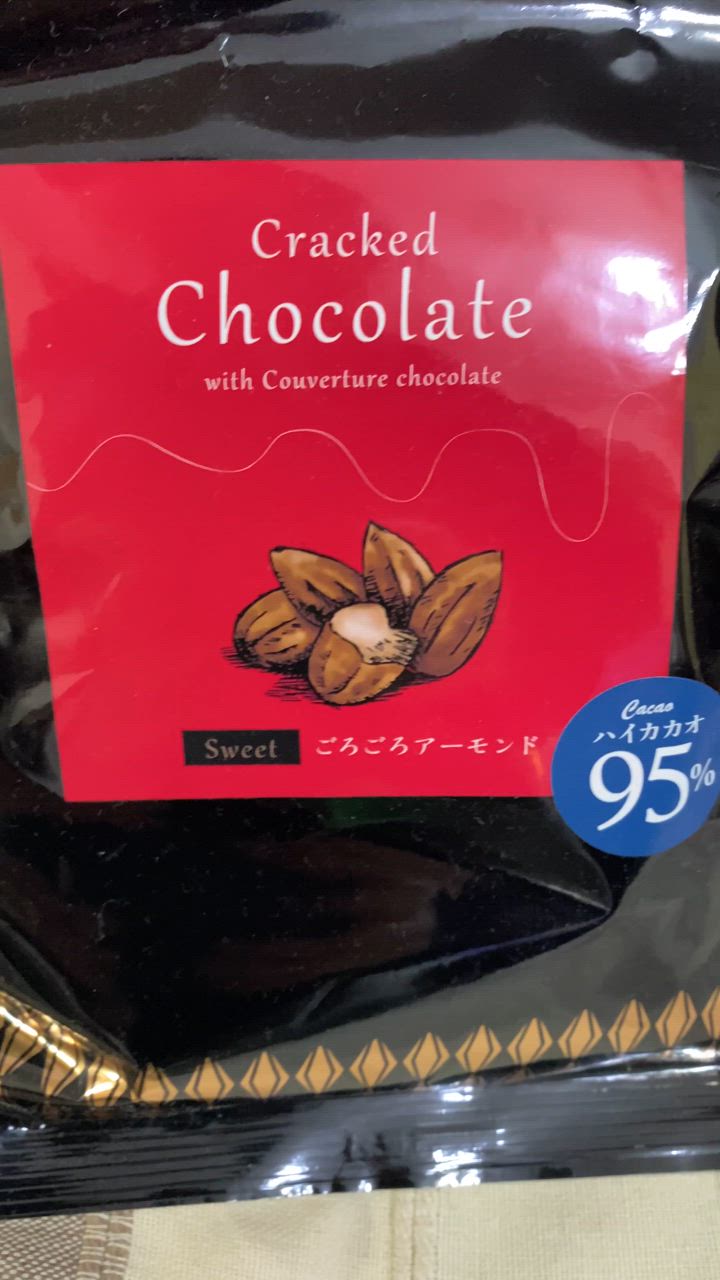 Cracked
Chocolate
with Couverture chocolate
Sweet ごろごろアーモンド
Cacao
ハイカカオ
95%